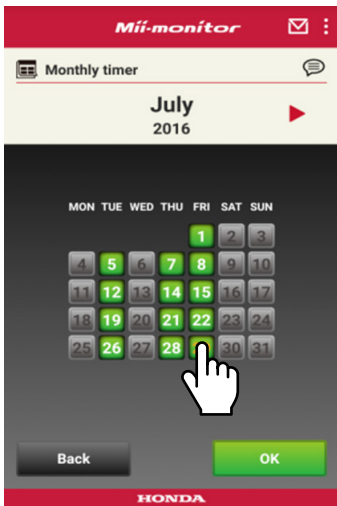 Mii-monitor
Monthly timer
July
2016
MON TUE WED THU FRI SAT SUN
1 2 3
4 5 6 7 8 9 10
11 12 13 14 15 16 17
18 19 20 21 22 23 24
25 26 27 28 30 31
Back OK
HONDA